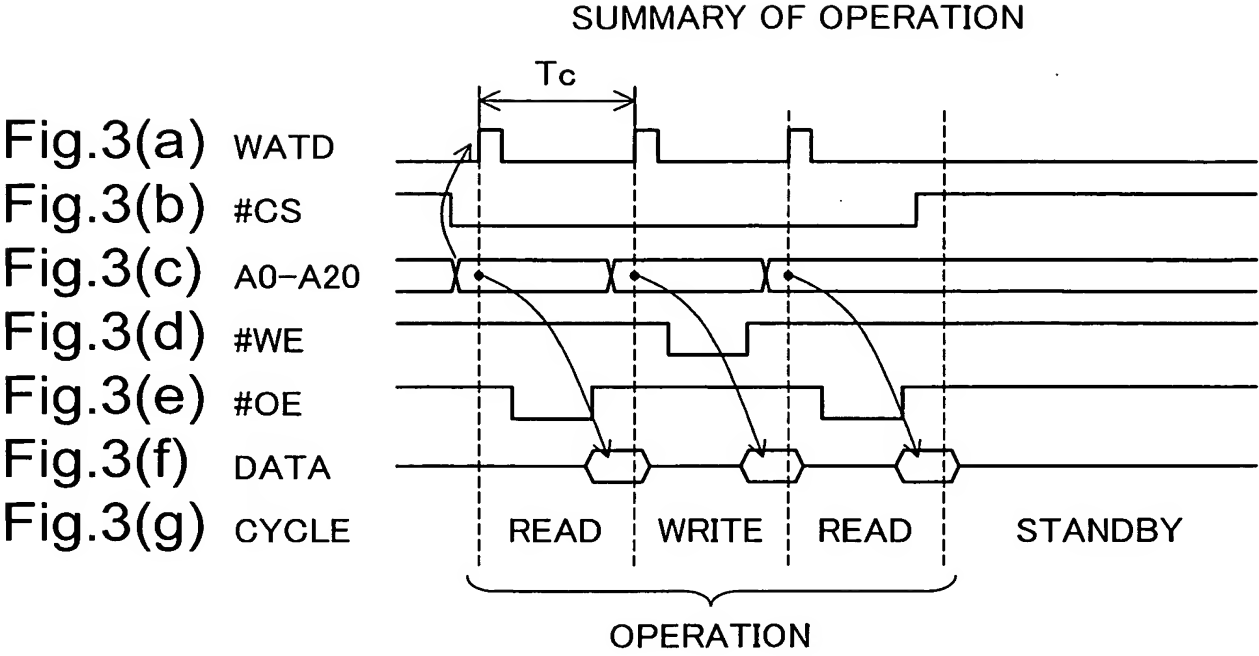 SUMMARY OF OPERATION
Tc
Fig.3(a) WATD
Fig.3(b) #CS
Fig.3(c) A0-A20
Fig.3(d) #WE
Fig.3(e) #OE
Fig.3(f) DATA
Fig.3(g) CYCLE READ WRITE READ STANDBY
OPERATION